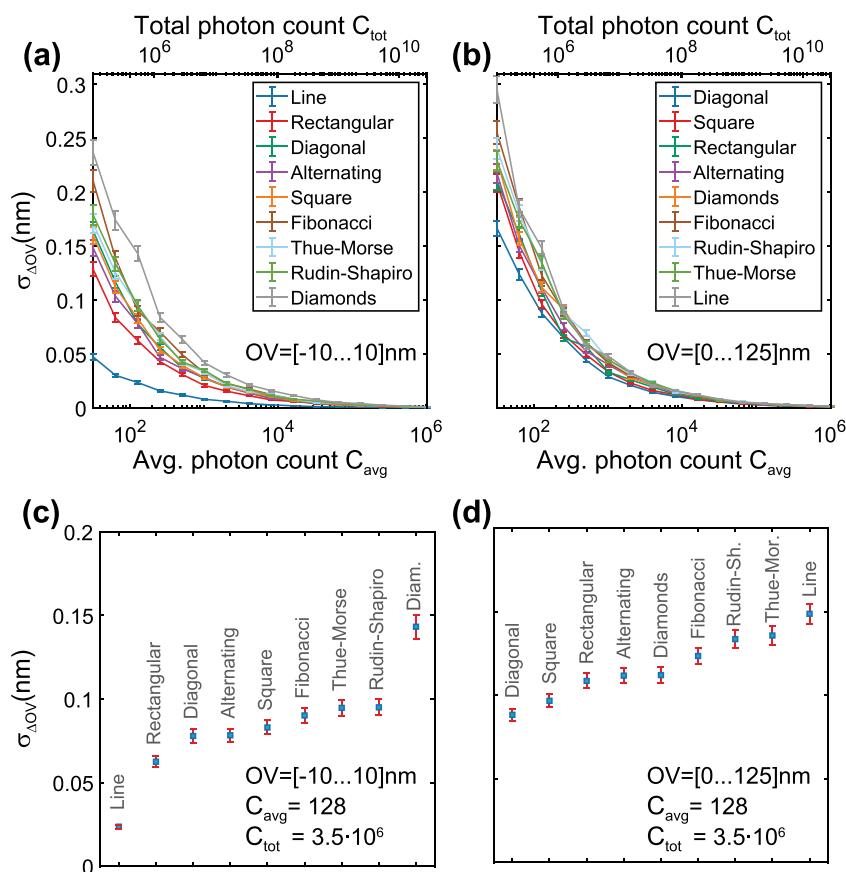 Total photon count C_tot
10^6
10^8
10^10
(a)
0.3
0.25
0.2
0.15
0.1
0.05
0
σ_ΔOV(nm)
Line
Rectangular
Diagonal
Alternating
Square
Fibonacci
Thue-Morse
Rudin-Shapiro
Diamonds
OV=[-10...10]nm
10^2
10^4
10^6
Avg. photon count C_avg
Total photon count C_tot
10^6
10^8
10^10
(b)
Diagonal
Square
Rectangular
Alternating
Diamonds
Fibonacci
Rudin-Shapiro
Thue-Morse
Line
OV=[0...125]nm
10^2
10^4
10^6
Avg. photon count C_avg
(c)
0.2
0.15
0.1
0.05
0
σ_ΔOV(nm)
Line
Rectangular
Diagonal
Alternating
Square
Fibonacci
Thue-Morse
Rudin-Shapiro
Diam.
OV=[-10...10]nm
C_avg= 128
C_tot = 3.5·10^6
(d)
Diagonal
Square
Rectangular
Alternating
Diamonds
Fibonacci
Rudin-Sh.
Thue-Mor.
Line
OV=[0...125]nm
C_avg= 128
C_tot = 3.5·10^6